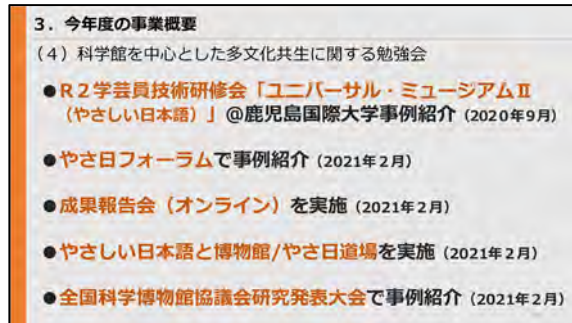 3．今年度の事業概要
（4）科学館を中心とした多文化共生に関する勉強会
●R2学芸員技術研修会「ユニバーサル・ミュージアムⅡ
（やさしい日本語）」@鹿児島国際大学事例紹介（2020年9月）
●やさ日フォーラムで事例紹介（2021年2月）
●成果報告会（オンライン）を実施（2021年2月）
●やさしい日本語と博物館/やさ日道場を実施（2021年2月）
●全国科学博物館協議会研究発表大会で事例紹介（2021年2月）